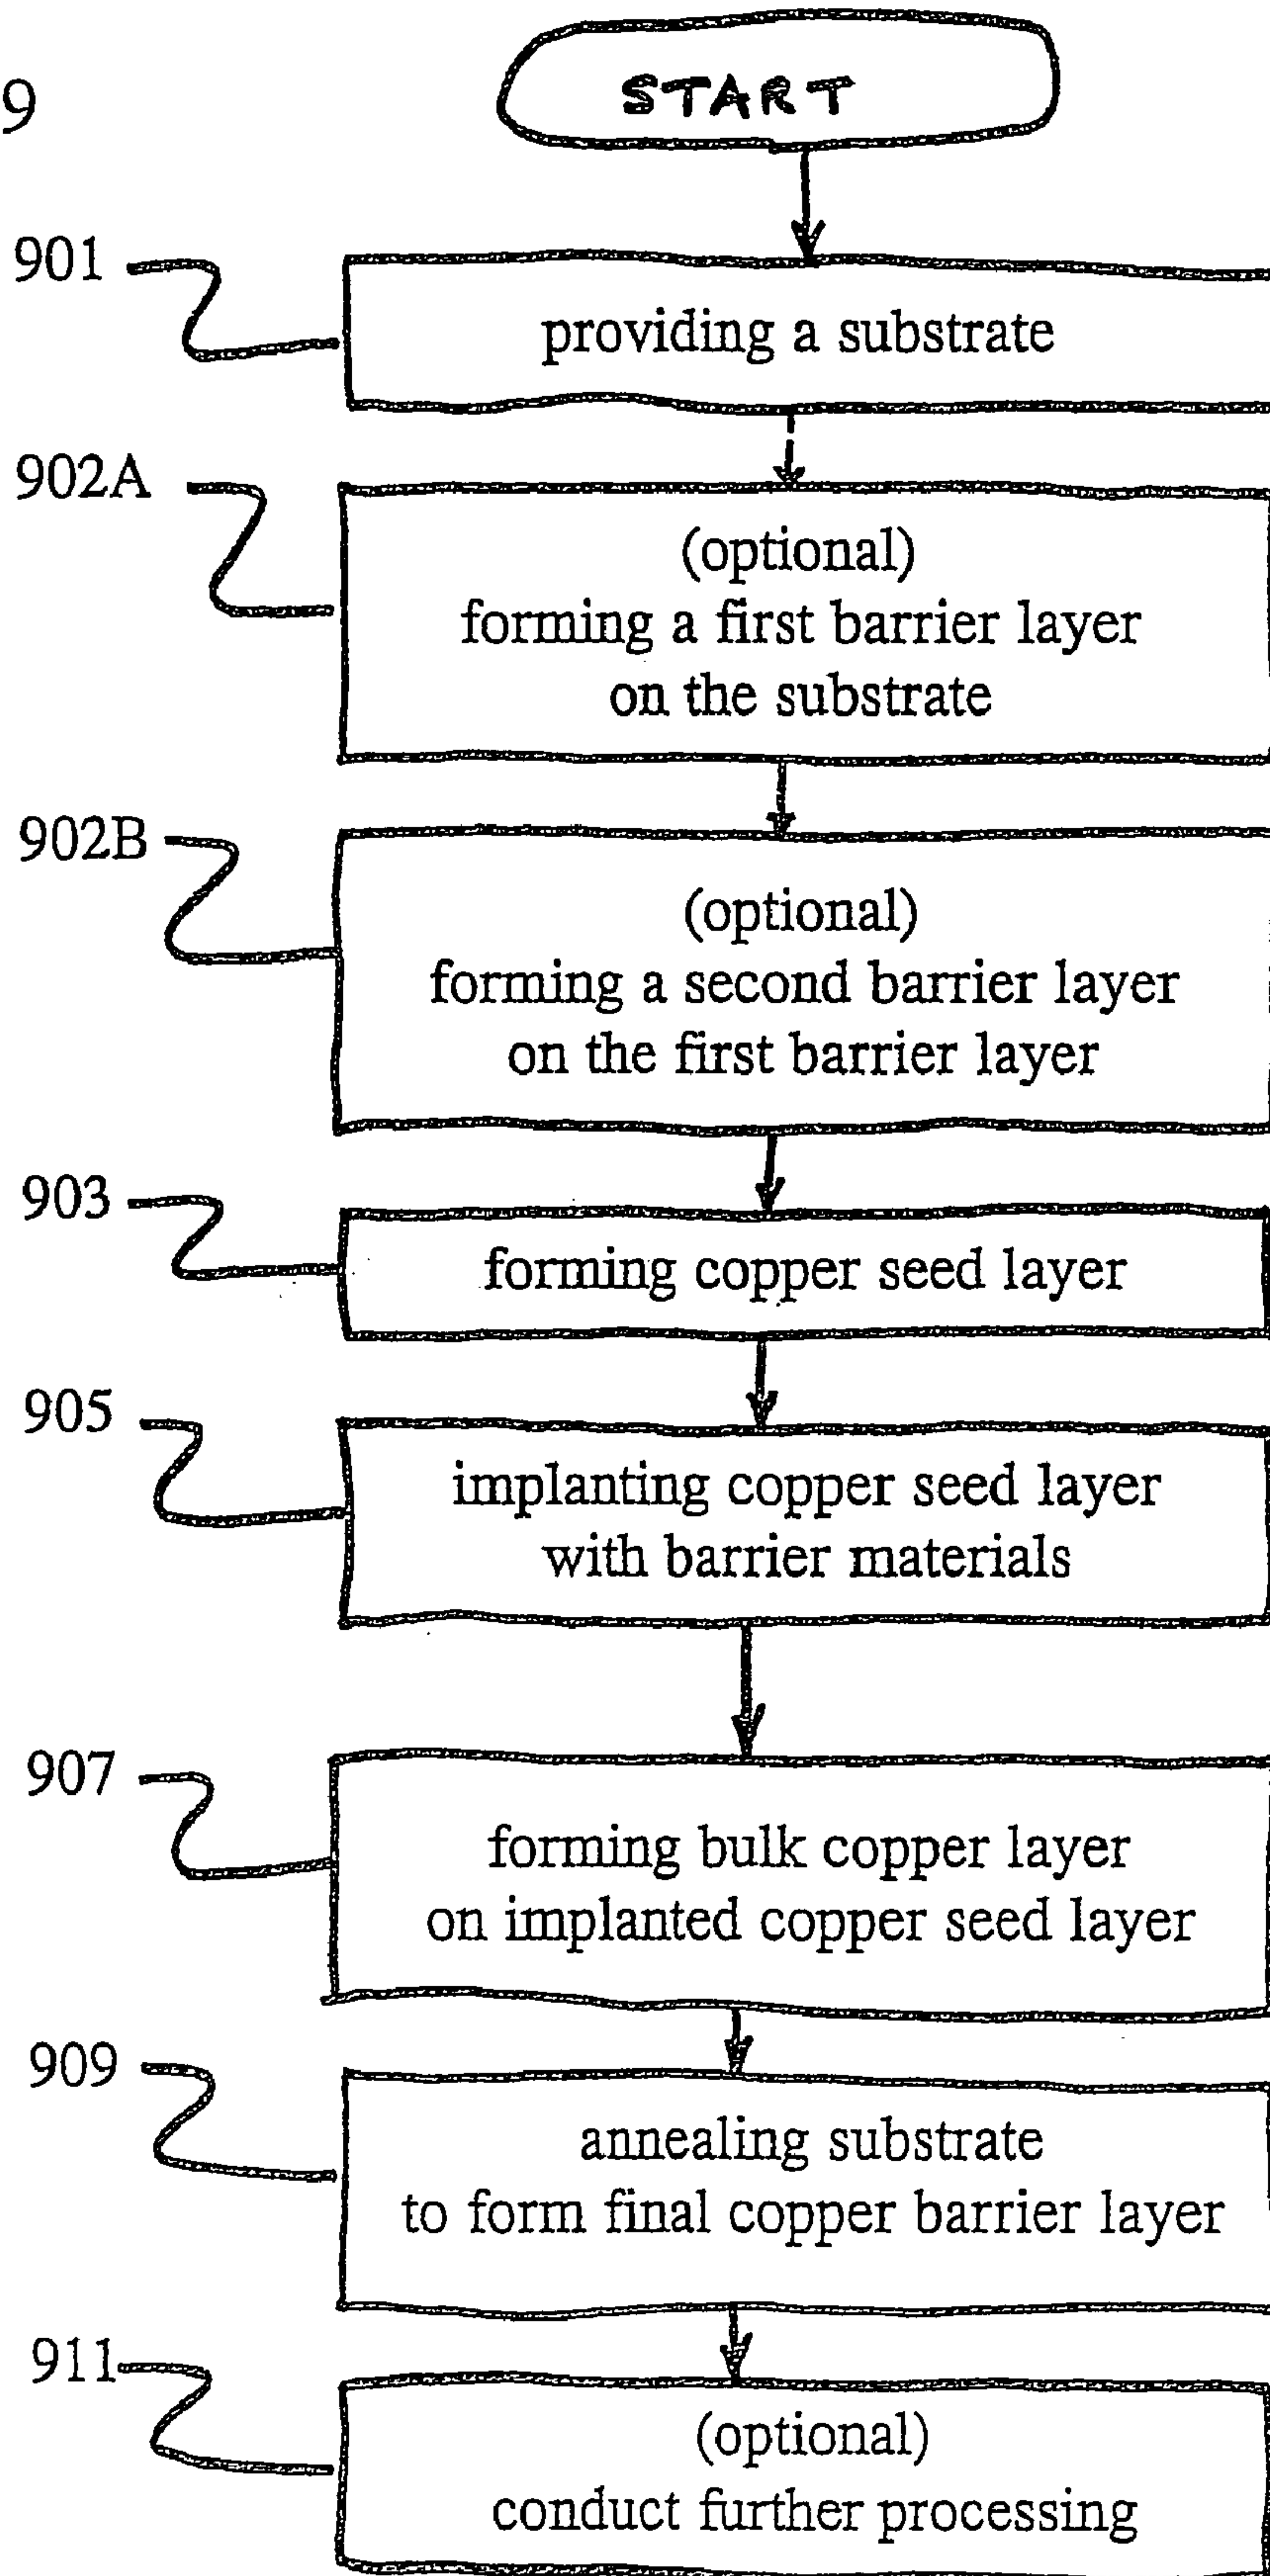 9
START
901
providing a substrate
902A
(optional)
forming a first barrier layer
on the substrate
902B
(optional)
forming a second barrier layer
on the first barrier layer
903
forming copper seed layer
905
implanting copper seed layer
with barrier materials
907
forming bulk copper layer
on implanted copper seed layer
909
annealing substrate
to form final copper barrier layer
911
(optional)
conduct further processing